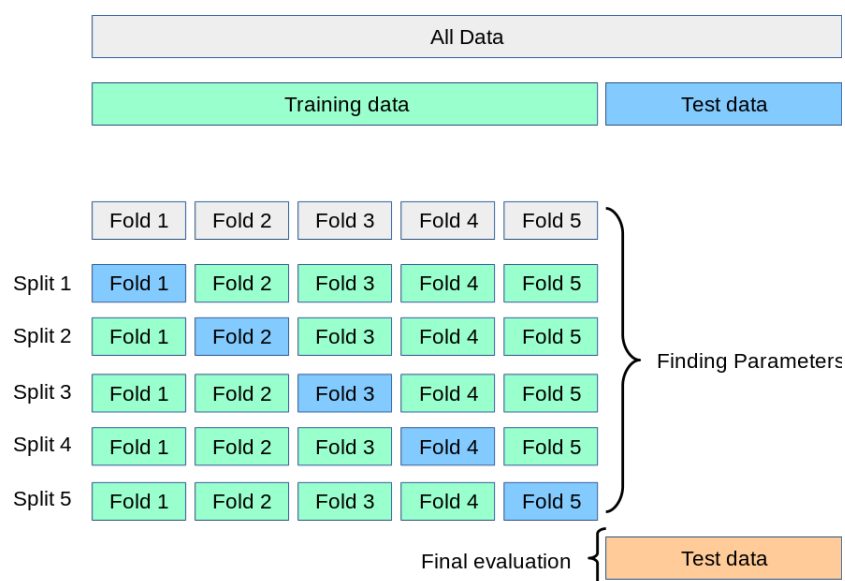 All Data
Training data Test data
Fold 1 Fold 2 Fold 3 Fold 4 Fold 5
Split 1 Fold 1 Fold 2 Fold 3 Fold 4 Fold 5
Split 2 Fold 1 Fold 2 Fold 3 Fold 4 Fold 5
Finding Parameters
Split 3 Fold 1 Fold 2 Fold 3 Fold 4 Fold 5
Split 4 Fold 1 Fold 2 Fold 3 Fold 4 Fold 5
Split 5 Fold 1 Fold 2 Fold 3 Fold 4 Fold 5
Final evaluation Test data